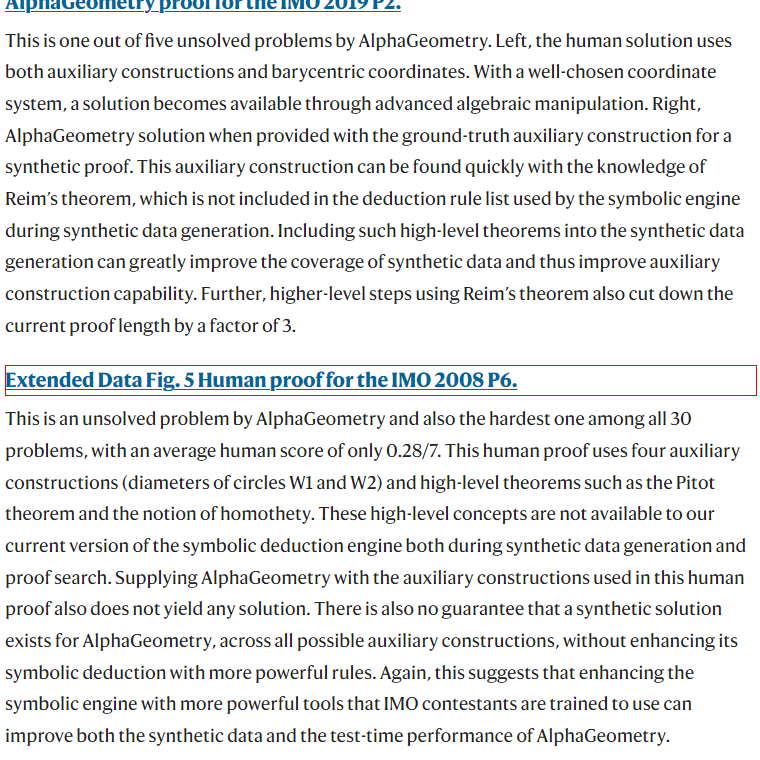 AlphaGeometry proof for the IMO 2019 P2.
This is one out of five unsolved problems by AlphaGeometry. Left, the human solution uses
both auxiliary constructions and barycentric coordinates. With a well-chosen coordinate
system, a solution becomes available through advanced algebraic manipulation. Right,
AlphaGeometry solution when provided with the ground-truth auxiliary construction for a
synthetic proof. This auxiliary construction can be found quickly with the knowledge of
Reim’s theorem, which is not included in the deduction rule list used by the symbolic engine
during synthetic data generation. Including such high-level theorems into the synthetic data
generation can greatly improve the coverage of synthetic data and thus improve auxiliary
construction capability. Further, higher-level steps using Reim’s theorem also cut down the
current proof length by a factor of 3.
Extended Data Fig. 5 Human proof for the IMO 2008 P6.
This is an unsolved problem by AlphaGeometry and also the hardest one among all 30
problems, with an average human score of only 0.28/7. This human proof uses four auxiliary
constructions (diameters of circles W1 and W2) and high-level theorems such as the Pitot
theorem and the notion of homothety. These high-level concepts are not available to our
current version of the symbolic deduction engine both during synthetic data generation and
proof search. Supplying AlphaGeometry with the auxiliary constructions used in this human
proof also does not yield any solution. There is also no guarantee that a synthetic solution
exists for AlphaGeometry, across all possible auxiliary constructions, without enhancing its
symbolic deduction with more powerful rules. Again, this suggests that enhancing the
symbolic engine with more powerful tools that IMO contestants are trained to use can
improve both the synthetic data and the test-time performance of AlphaGeometry.